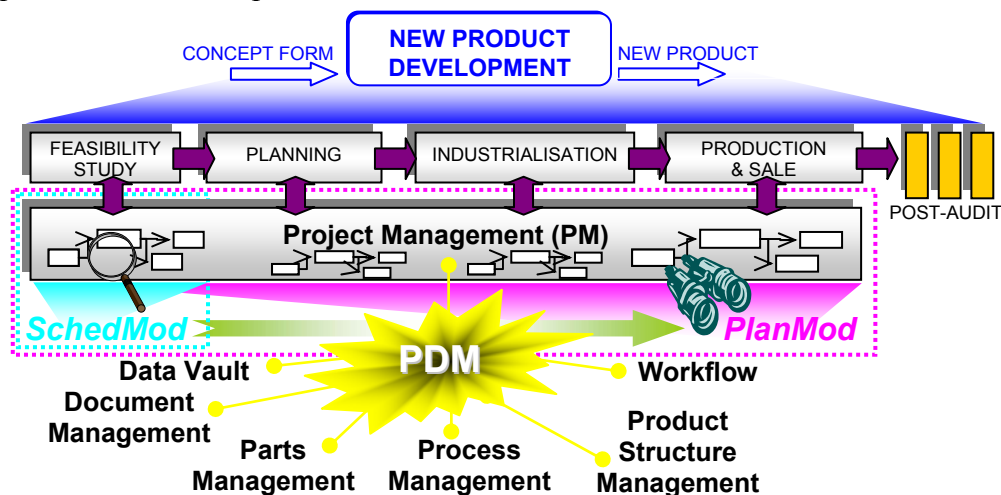 NEW PRODUCT
DEVELOPMENT
CONCEPT FORM
NEW PRODUCT
FEASIBILITY
STUDY
PLANNING
INDUSTRIALISATION
PRODUCTION
& SALE
POST-AUDIT
Project Management (PM)
SchedMod
PlanMod
PDM
Data Vault
Workflow
Document
Management
Parts
Management
Process
Management
Product
Structure
Management